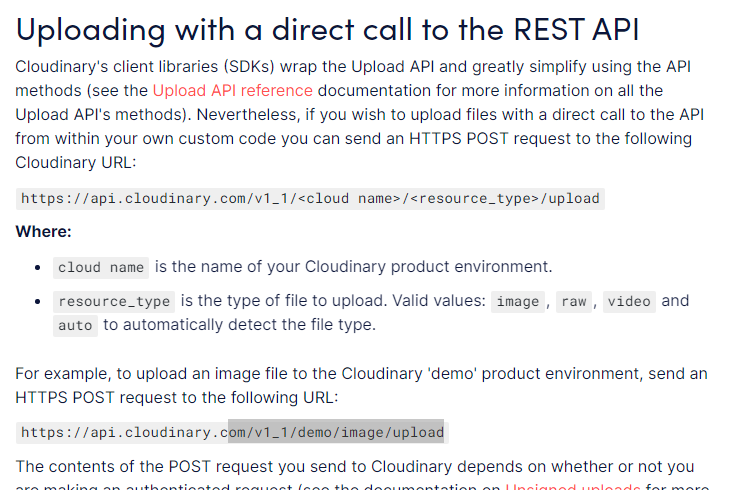 Uploading with a direct call to the REST API
Cloudinary's client libraries (SDKs) wrap the Upload API and greatly simplify using the API
methods (see the Upload API reference documentation for more information on all the
Upload API's methods). Nevertheless, if you wish to upload files with a direct call to the API
from within your own custom code you can send an HTTPS POST request to the following
Cloudinary URL:
https://api.cloudinary.com/v1_1/<cloud name>/<resource_type>/upload
Where:
• cloud name is the name of your Cloudinary product environment.
• resource_type is the type of file to upload. Valid values: image, raw, video and
auto to automatically detect the file type.
For example, to upload an image file to the Cloudinary 'demo' product environment, send an
HTTPS POST request to the following URL:
https://api.cloudinary.com/v1_1/demo/image/upload
The contents of the POST request you send to Cloudinary depends on whether or not you
are making an authenticated request (see the documentation on Unsigned uploads for more